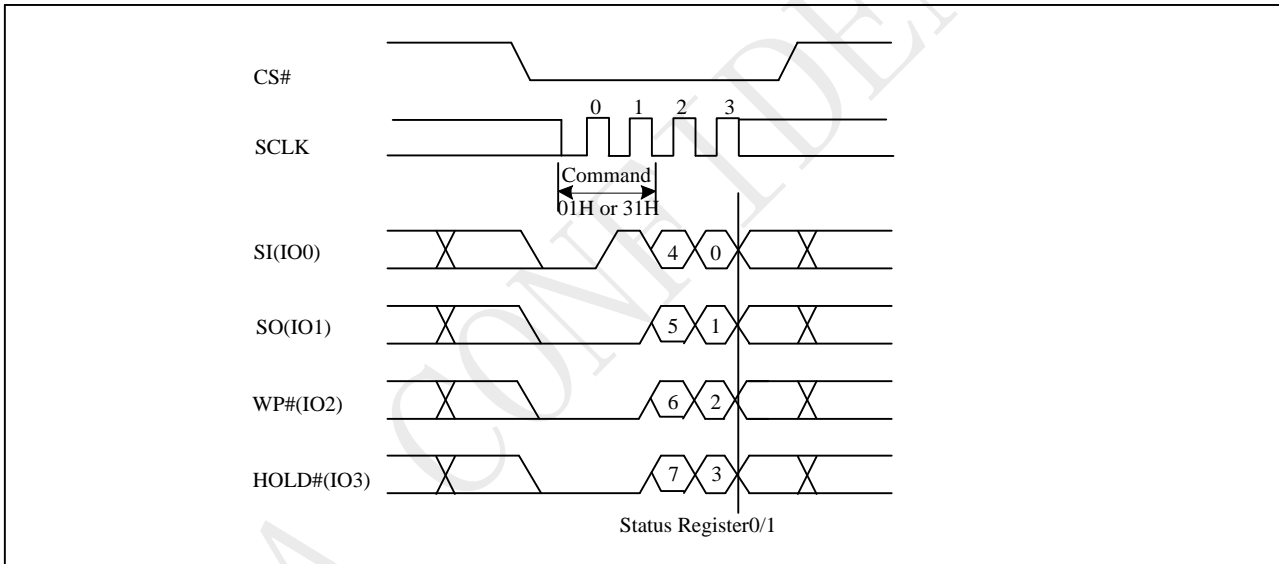 CS#
0 1 2 3
SCLK
Command
01H or 31H
SI(IO0)
4 0
SO(IO1)
5 1
WP#(IO2)
6 2
HOLD#(IO3)
7 3
Status Register0/1